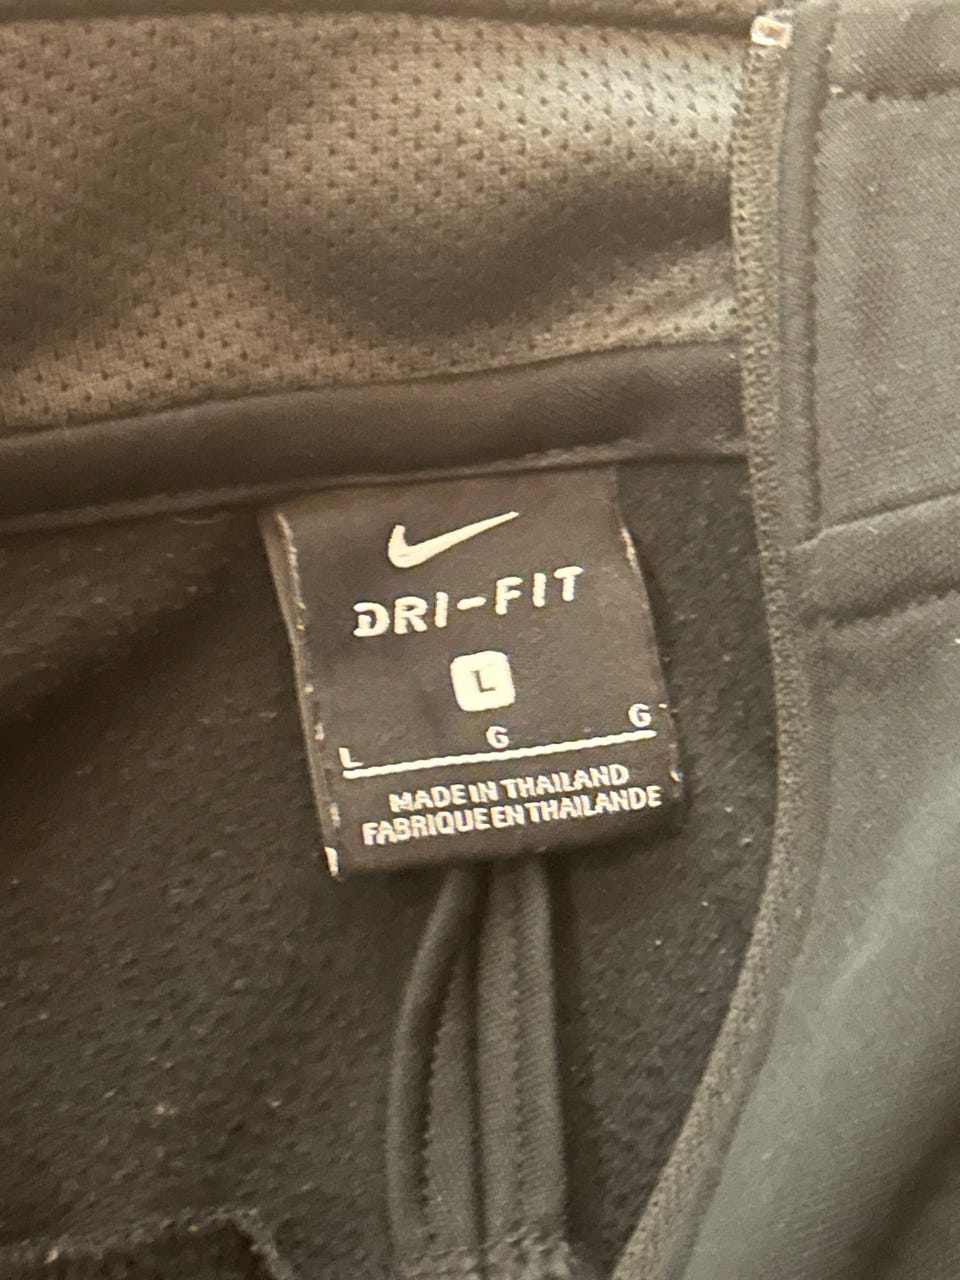 DRI-FIT
L
L G G
MADE IN THAILAND
FABRIQUE EN THAILANDE